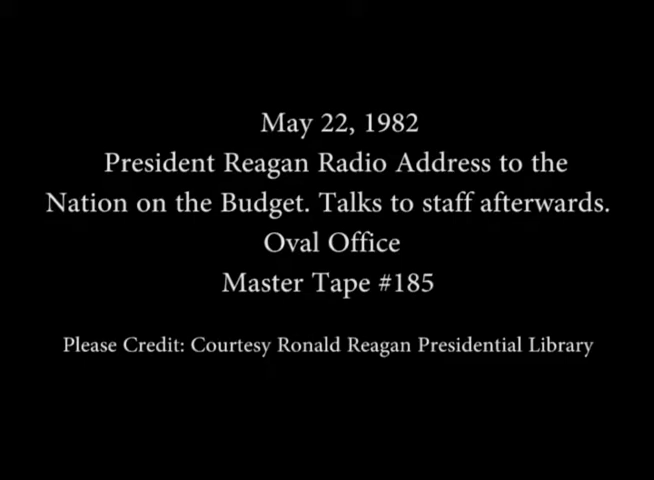 May 22, 1982
President Reagan Radio Address to the
Nation on the Budget. Talks to staff afterwards.
Oval Office
Master Tape #185
Please Credit: Courtesy Ronald Reagan Presidential Library